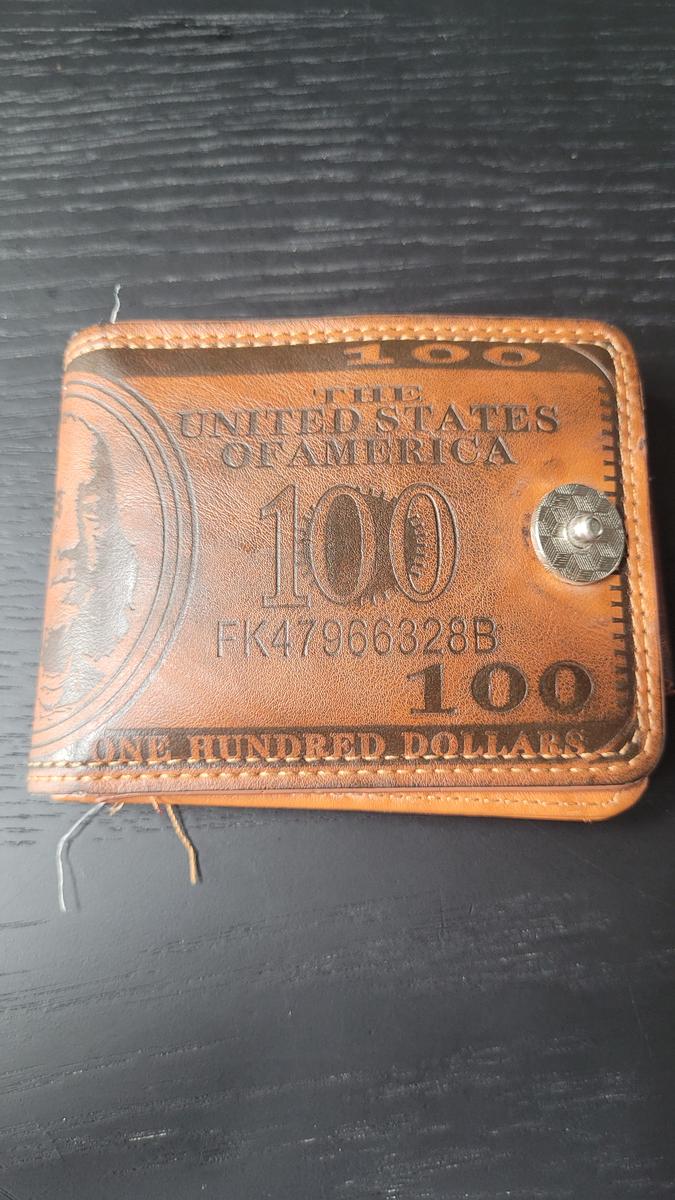 100
THE
UNITED STATES
OF AMERICA
100
FK47966328B
100
ONE HUNDRED DOLLARS